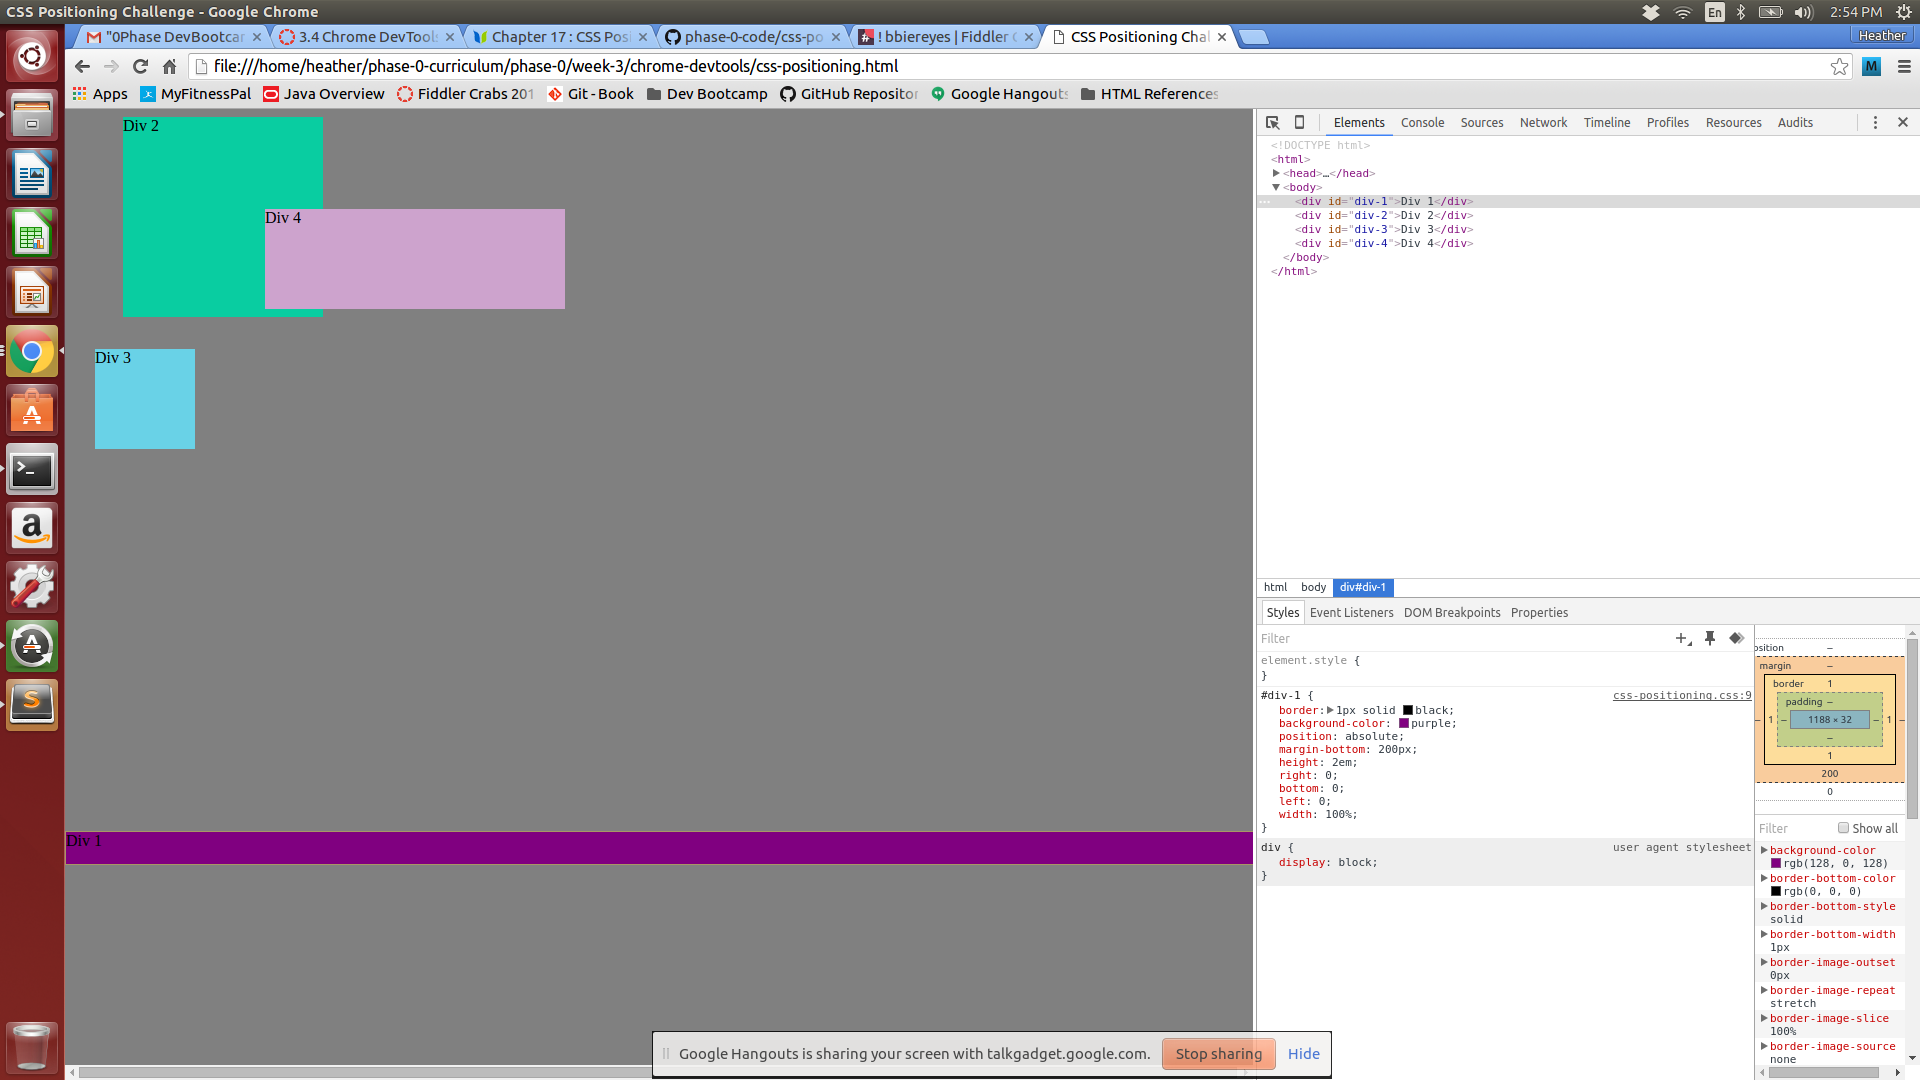 CSS Positioning Challenge - Google Chrome
En
2:54 PM
"0Phase DevBootcar
3.4 Chrome DevTools
Chapter 17 : CSS Pos
phase-0-code/css-po
! bbiereyes | Fiddler C
CSS Positioning Chal
Heather
file:///home/heather/phase-0-curriculum/phase-0/week-3/chrome-devtools/css-positioning.html
M
Apps
MyFitnessPal
Java Overview
Fiddler Crabs 201
Git - Book
Dev Bootcamp
GitHub Repositor
Google Hangouts
HTML References
Div 2
Div 4
Div 3
Div 1
Elements
Console
Sources
Network
Timeline
Profiles
Resources
Audits
<!DOCTYPE html>
<html>
<head>…</head>
<body>
<div id="div-1">Div 1</div>
<div id="div-2">Div 2</div>
<div id="div-3">Div 3</div>
<div id="div-4">Div 4</div>
</body>
</html>
html body div#div-1
Styles Event Listeners DOM Breakpoints Properties
Filter
element.style {
}
#div-1 { css-positioning.css:9
border: 1px solid black;
background-color: purple;
position: absolute;
margin-bottom: 200px;
height: 2em;
right: 0;
bottom: 0;
left: 0;
width: 100%;
}
div { user agent stylesheet
display: block;
}
osition –
margin –
border 1
padding –
– 1 – 1188 × 32 – 1 –
–
1
200
0
Filter Show all
background-color
rgb(128, 0, 128)
border-bottom-color
rgb(0, 0, 0)
border-bottom-style
solid
border-bottom-width
1px
border-image-outset
0px
border-image-repeat
stretch
border-image-slice
100%
border-image-source
none
Google Hangouts is sharing your screen with talkgadget.google.com.
Stop sharing
Hide